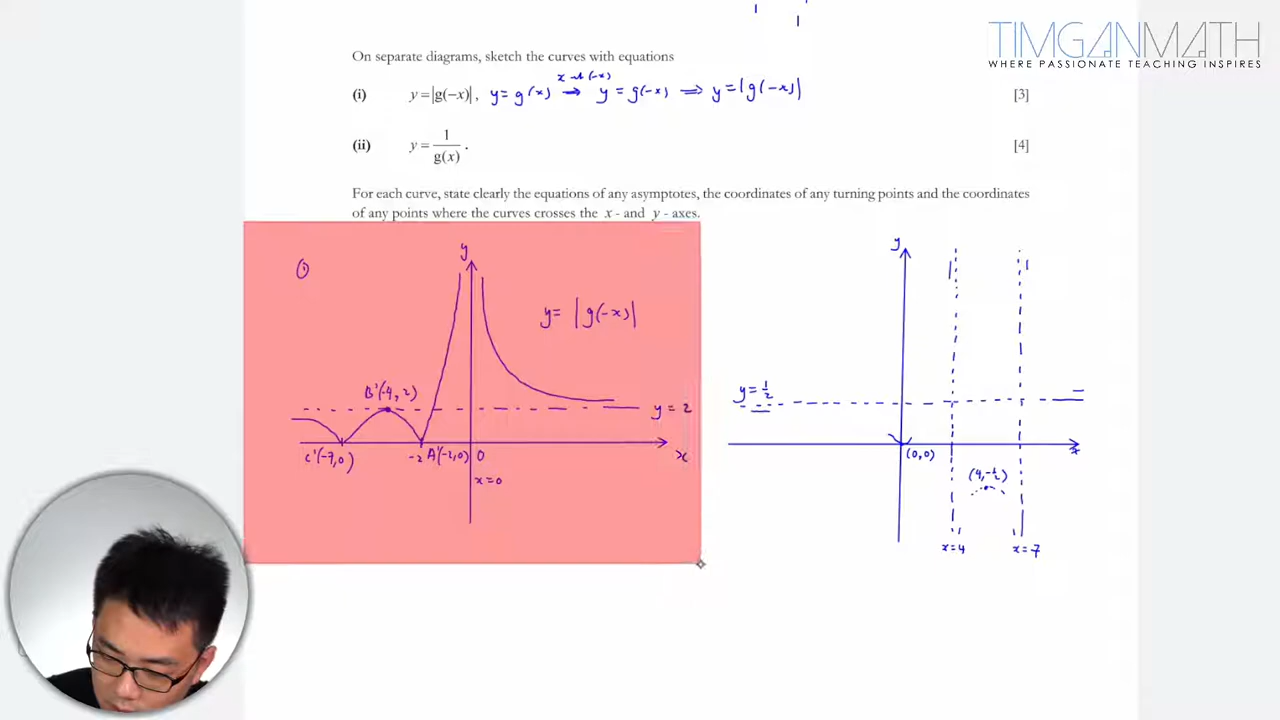 TIMGANMATH
WHERE PASSIONATE TEACHING INSPIRES
On separate diagrams, sketch the curves with equations
(i) y = |g(−x)|, y = g(x) → y = g(-x) ⇒ y = |g(-x)| [3]
(ii) y = 1/g(x) . [4]
For each curve, state clearly the equations of any asymptotes, the coordinates of any turning points and the coordinates
of any points where the curves crosses the x - and y - axes.
y
y = |g(-x)|
B'(-4, 2)
y = 2
C'(-7,0)
-2 A'(-2,0) 0
x
x=0
y
y = 1/2
(0,0)
x
(4,-1/2)
x=4
x=7